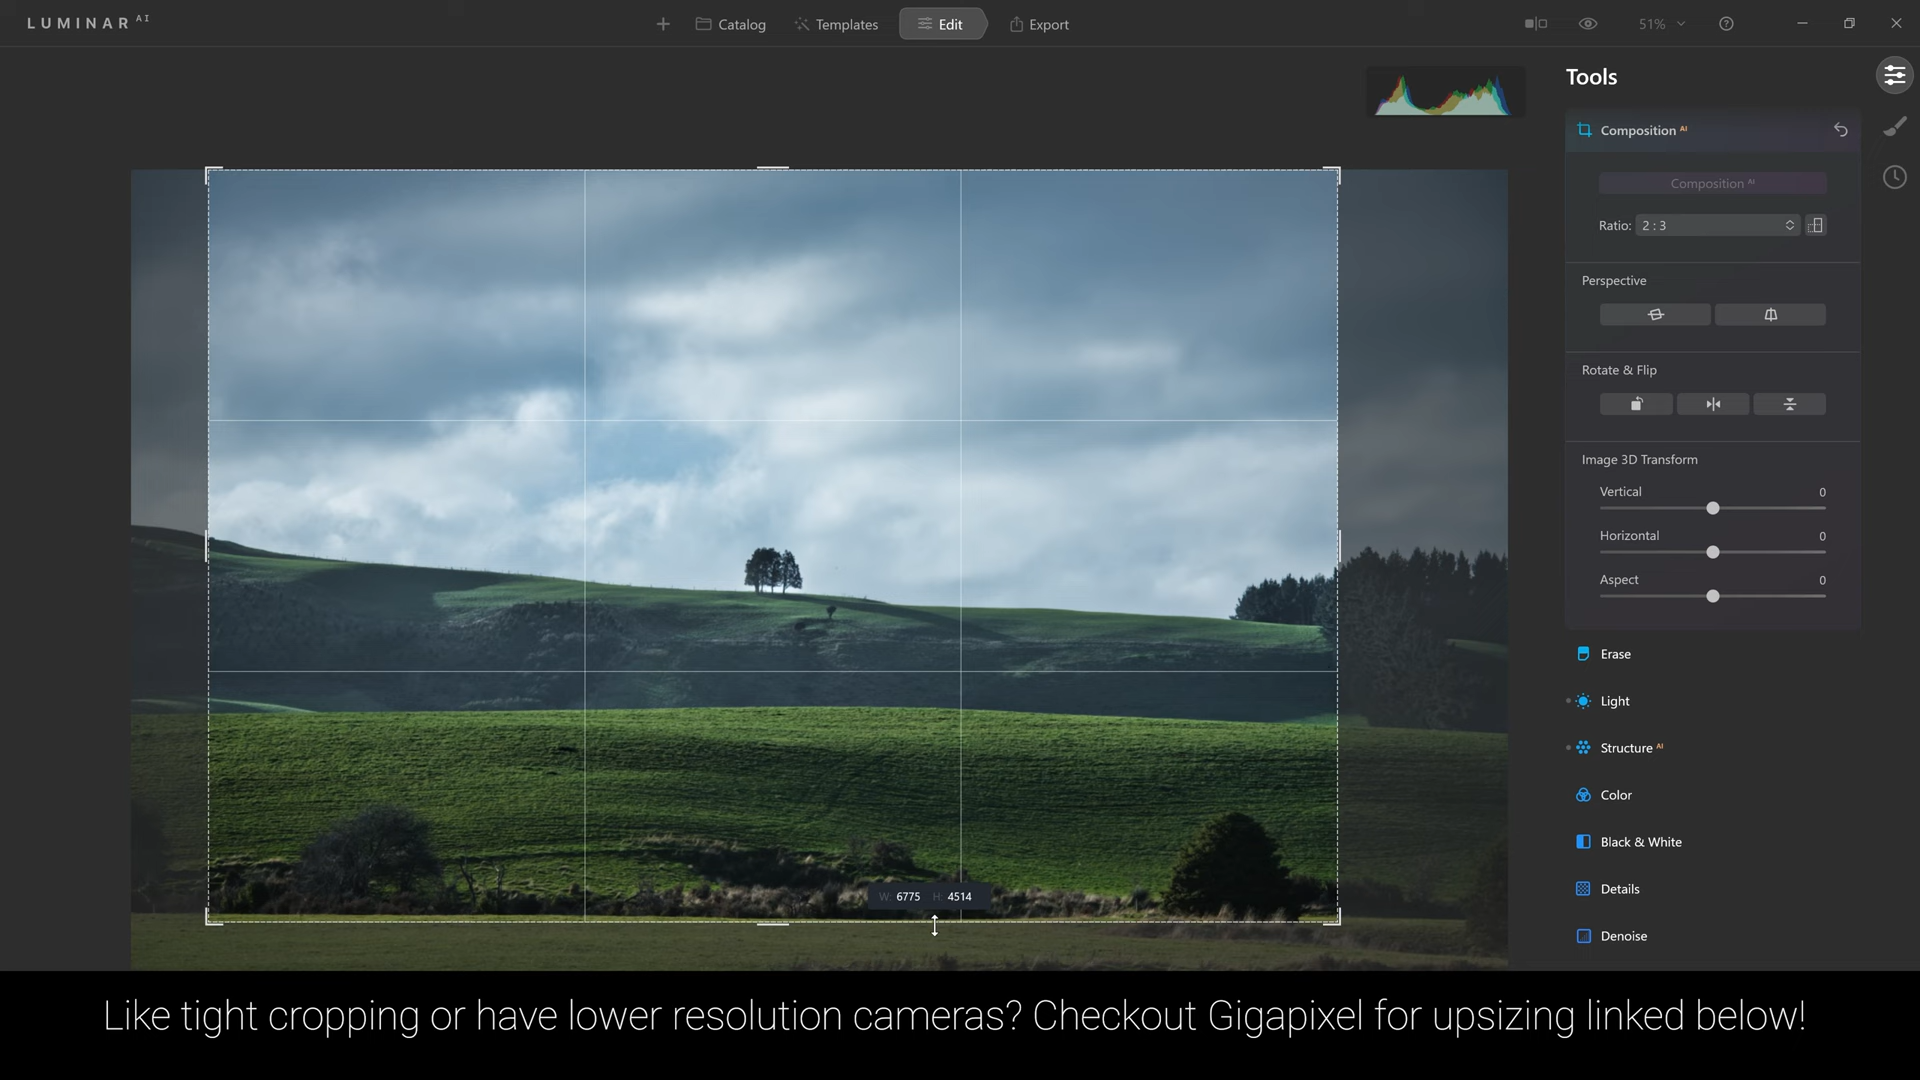 LUMINAR AI
Catalog
Templates
Edit
Export
51%
Tools
Composition AI
Composition AI
Ratio: 2 : 3
Perspective
Rotate & Flip
Image 3D Transform
Vertical 0
Horizontal 0
Aspect 0
Erase
Light
Structure AI
Color
Black & White
Details
Denoise
W: 6775 H: 4514
Like tight cropping or have lower resolution cameras? Checkout Gigapixel for upsizing linked below!